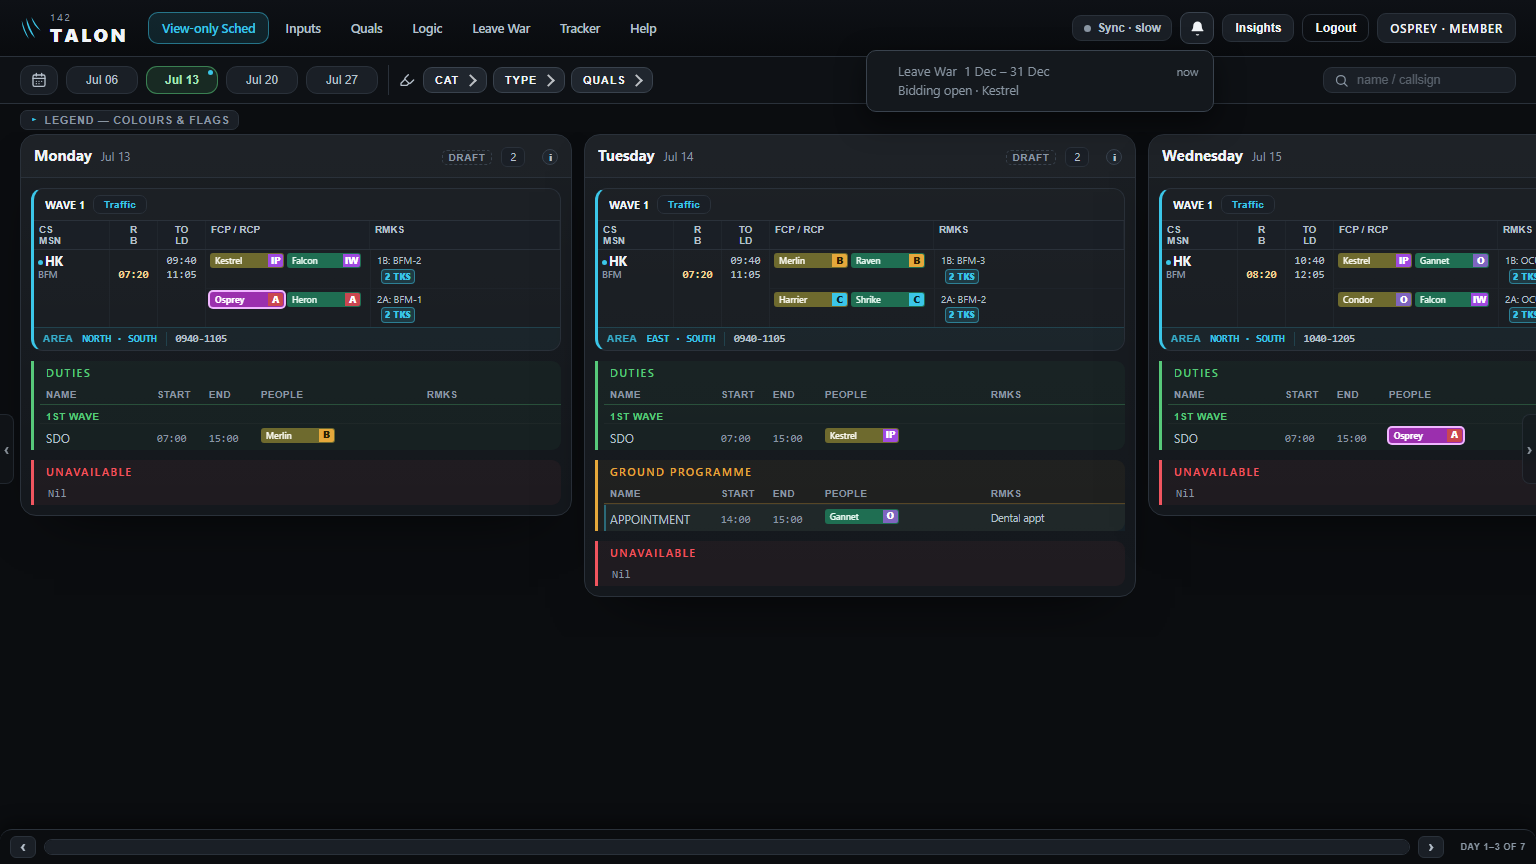 142
TALON
View-only Sched
Inputs
Quals
Logic
Leave War
Tracker
Help
Sync · slow
Insights
Logout
OSPREY · MEMBER
Jul 06
Jul 13
Jul 20
Jul 27
CAT
TYPE
QUALS
Leave War 1 Dec – 31 Dec
now
Bidding open · Kestrel
name / callsign
LEGEND — COLOURS & FLAGS
Monday Jul 13
DRAFT
2
i
WAVE 1 Traffic
CS R TO FCP / RCP RMKS
MSN B LD
HK 09:40 Kestrel IP Falcon IW 1B: BFM-2
BFM 07:20 11:05 2 TKS
Osprey A Heron A 2A: BFM-1
2 TKS
AREA NORTH · SOUTH 0940-1105
DUTIES
NAME START END PEOPLE RMKS
1ST WAVE
SDO 07:00 15:00 Merlin B
UNAVAILABLE
Nil
Tuesday Jul 14
DRAFT
2
i
WAVE 1 Traffic
CS R TO FCP / RCP RMKS
MSN B LD
HK 09:40 Merlin B Raven B 1B: BFM-3
BFM 07:20 11:05 2 TKS
Harrier C Shrike C 2A: BFM-2
2 TKS
AREA EAST · SOUTH 0940-1105
DUTIES
NAME START END PEOPLE RMKS
1ST WAVE
SDO 07:00 15:00 Kestrel IP
GROUND PROGRAMME
NAME START END PEOPLE RMKS
APPOINTMENT 14:00 15:00 Gannet O Dental appt
UNAVAILABLE
Nil
Wednesday Jul 15
WAVE 1 Traffic
CS R TO FCP / RCP RMKS
MSN B LD
HK 10:40 Kestrel IP Gannet O 1B: OCU
BFM 08:20 12:05 2 TKS
Condor O Falcon IW 2A: OCU
2 TKS
AREA NORTH · SOUTH 1040-1205
DUTIES
NAME START END PEOPLE
1ST WAVE
SDO 07:00 15:00 Osprey A
UNAVAILABLE
Nil
DAY 1–3 OF 7